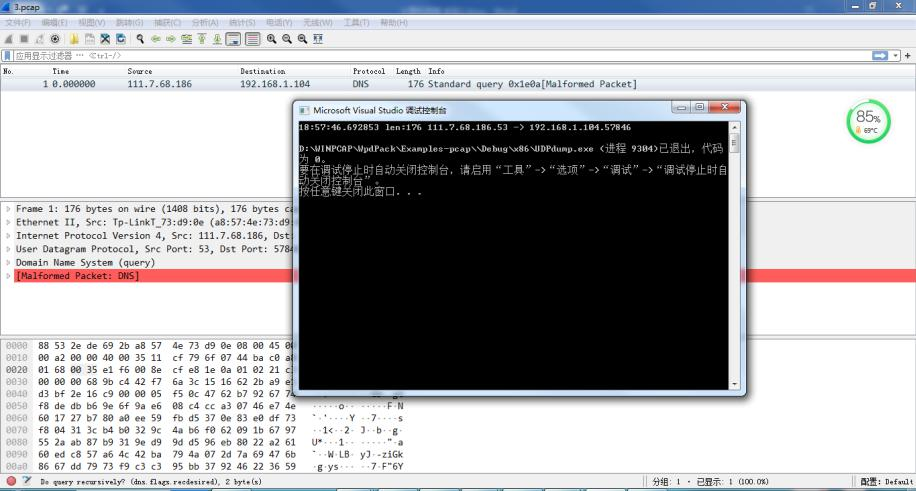 3.pcap
文件(F) 编辑(E) 视图(V) 跳转(G) 捕获(C) 分析(A) 统计(S) 电话(Y) 无线(W) 工具(T) 帮助(H)
应用显示过滤器 … <Ctrl-/>
No. Time Source Destination Protocol Length Info
1 0.000000 111.7.68.186 192.168.1.104 DNS 176 Standard query 0x1e0a[Malformed Packet]
Microsoft Visual Studio 调试控制台
18:57:46.692853 len:176 111.7.68.186.53 -> 192.168.1.104.57846
D:\WINPCAP\WpdPack\Examples-pcap\Debug\x86\UDPdump.exe (进程 9304)已退出，代码
为 0。
要在调试停止时自动关闭控制台，请启用“工具”->“选项”->“调试”->“调试停止时自
动关闭控制台”。
按任意键关闭此窗口. . .
85%
69°C
Frame 1: 176 bytes on wire (1408 bits), 176 bytes ca
Ethernet II, Src: Tp-LinkT_73:d9:0e (a8:57:4e:73:d9:
Internet Protocol Version 4, Src: 111.7.68.186, Dst:
User Datagram Protocol, Src Port: 53, Dst Port: 5784
Domain Name System (query)
[Malformed Packet: DNS]
0000 88 53 2e de 69 2b a8 57 4e 73 d9 0e 08 00 45 00
0010 00 a2 00 00 40 00 35 11 cf 79 6f 07 44 ba c0 a8
0020 01 68 00 35 e1 f6 00 8e cf e8 1e 0a 01 02 21 c
0030 00 00 00 68 9b c4 42 f7 6a 3c 15 16 62 2b a9 e
0040 d3 bf 2e 16 c9 00 00 05 f5 0c 47 62 b7 92 67 74
0050 f8 de db b6 9e 6f 9a e6 08 c4 cc a3 07 46 e7 4e ·····o·· ·····F·N
0060 60 17 27 b7 80 a0 ee 59 fb d5 37 0e 83 e0 df 73 `·'····Y ··7····s
0070 f8 04 31 3c b4 b0 32 9c 4a b6 f0 62 09 1b 67 97 ··1<··2· J··b··g·
0080 55 2a ab 87 b9 31 9e d9 9d d5 96 eb 80 22 a2 61 U*···1·· ·····"·a
0090 60 ed c8 57 a6 4c 42 ba 79 4a 07 2d 7a 69 47 6b `··W·LB· yJ·-ziGk
00a0 86 67 dd 79 73 f9 c3 c3 95 bb 37 92 46 22 36 59 ·g·ys··· ··7·F"6Y
Do query recursively? (dns.flags.recdesired), 2 byte(s)
分组: 1 · 已显示: 1 (100.0%)
配置: Default